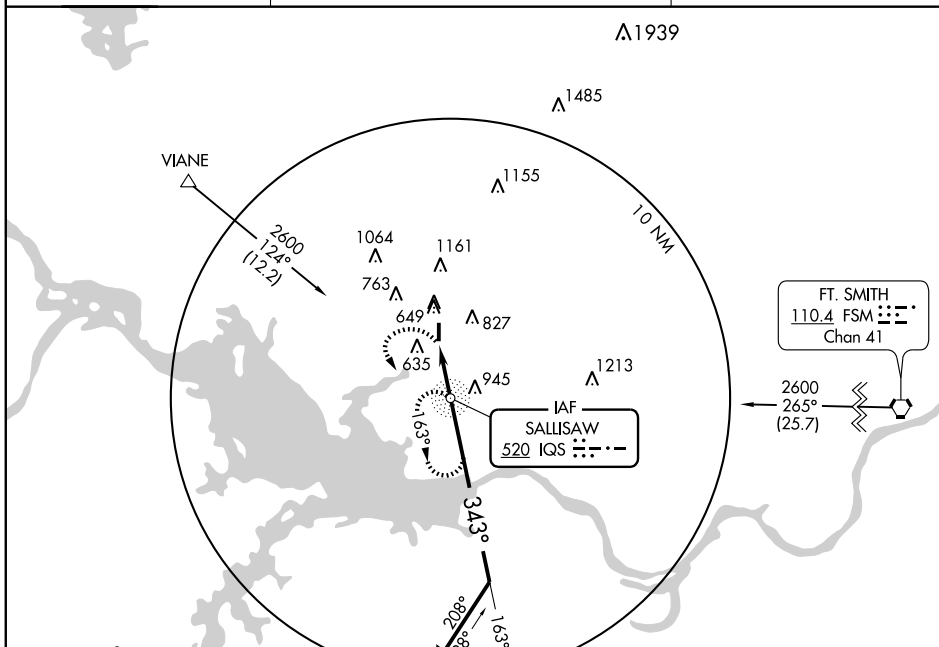 1939
1485
VIANE
1155
10 NM
2600
124°
(12.2)
1064
1161
763
649
827
635
945
1213
FT. SMITH
110.4 FSM
Chan 41
2600
265°
(25.7)
IAF
SALLISAW
520 IQS
163°
343°
208°
163°